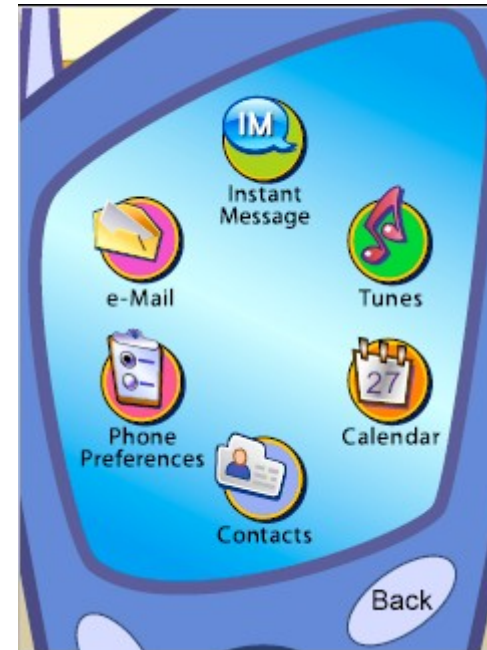 IM
Instant
Message
e-Mail
Tunes
27
Phone
Preferences
Calendar
Contacts
Back